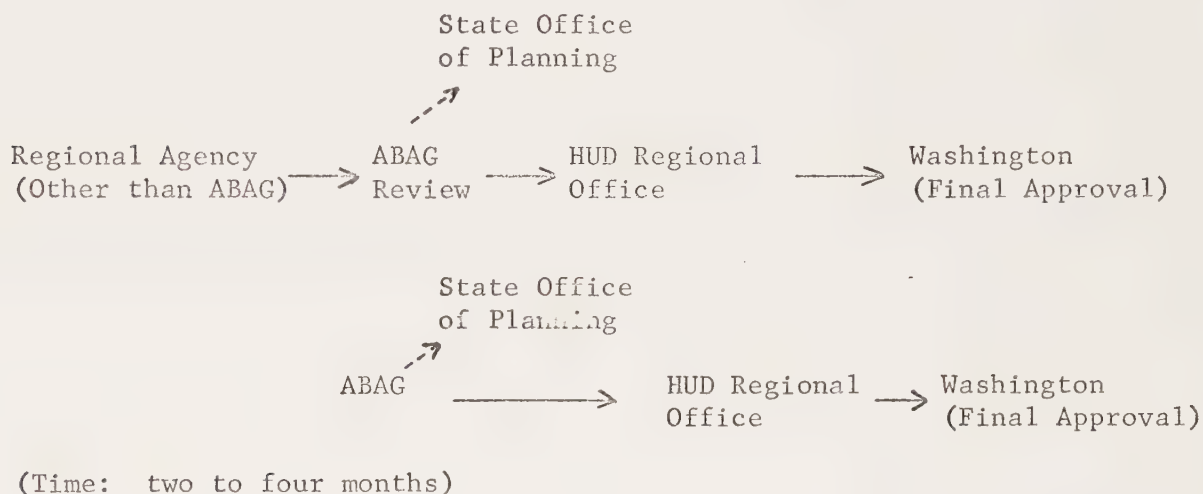 State Office
of Planning
Regional Agency ABAG HUD Regional Washington
(Other than ABAG) Review Office (Final Approval)
State Office
of Planning
ABAG HUD Regional Washington
Office (Final Approval)
(Time: two to four months)